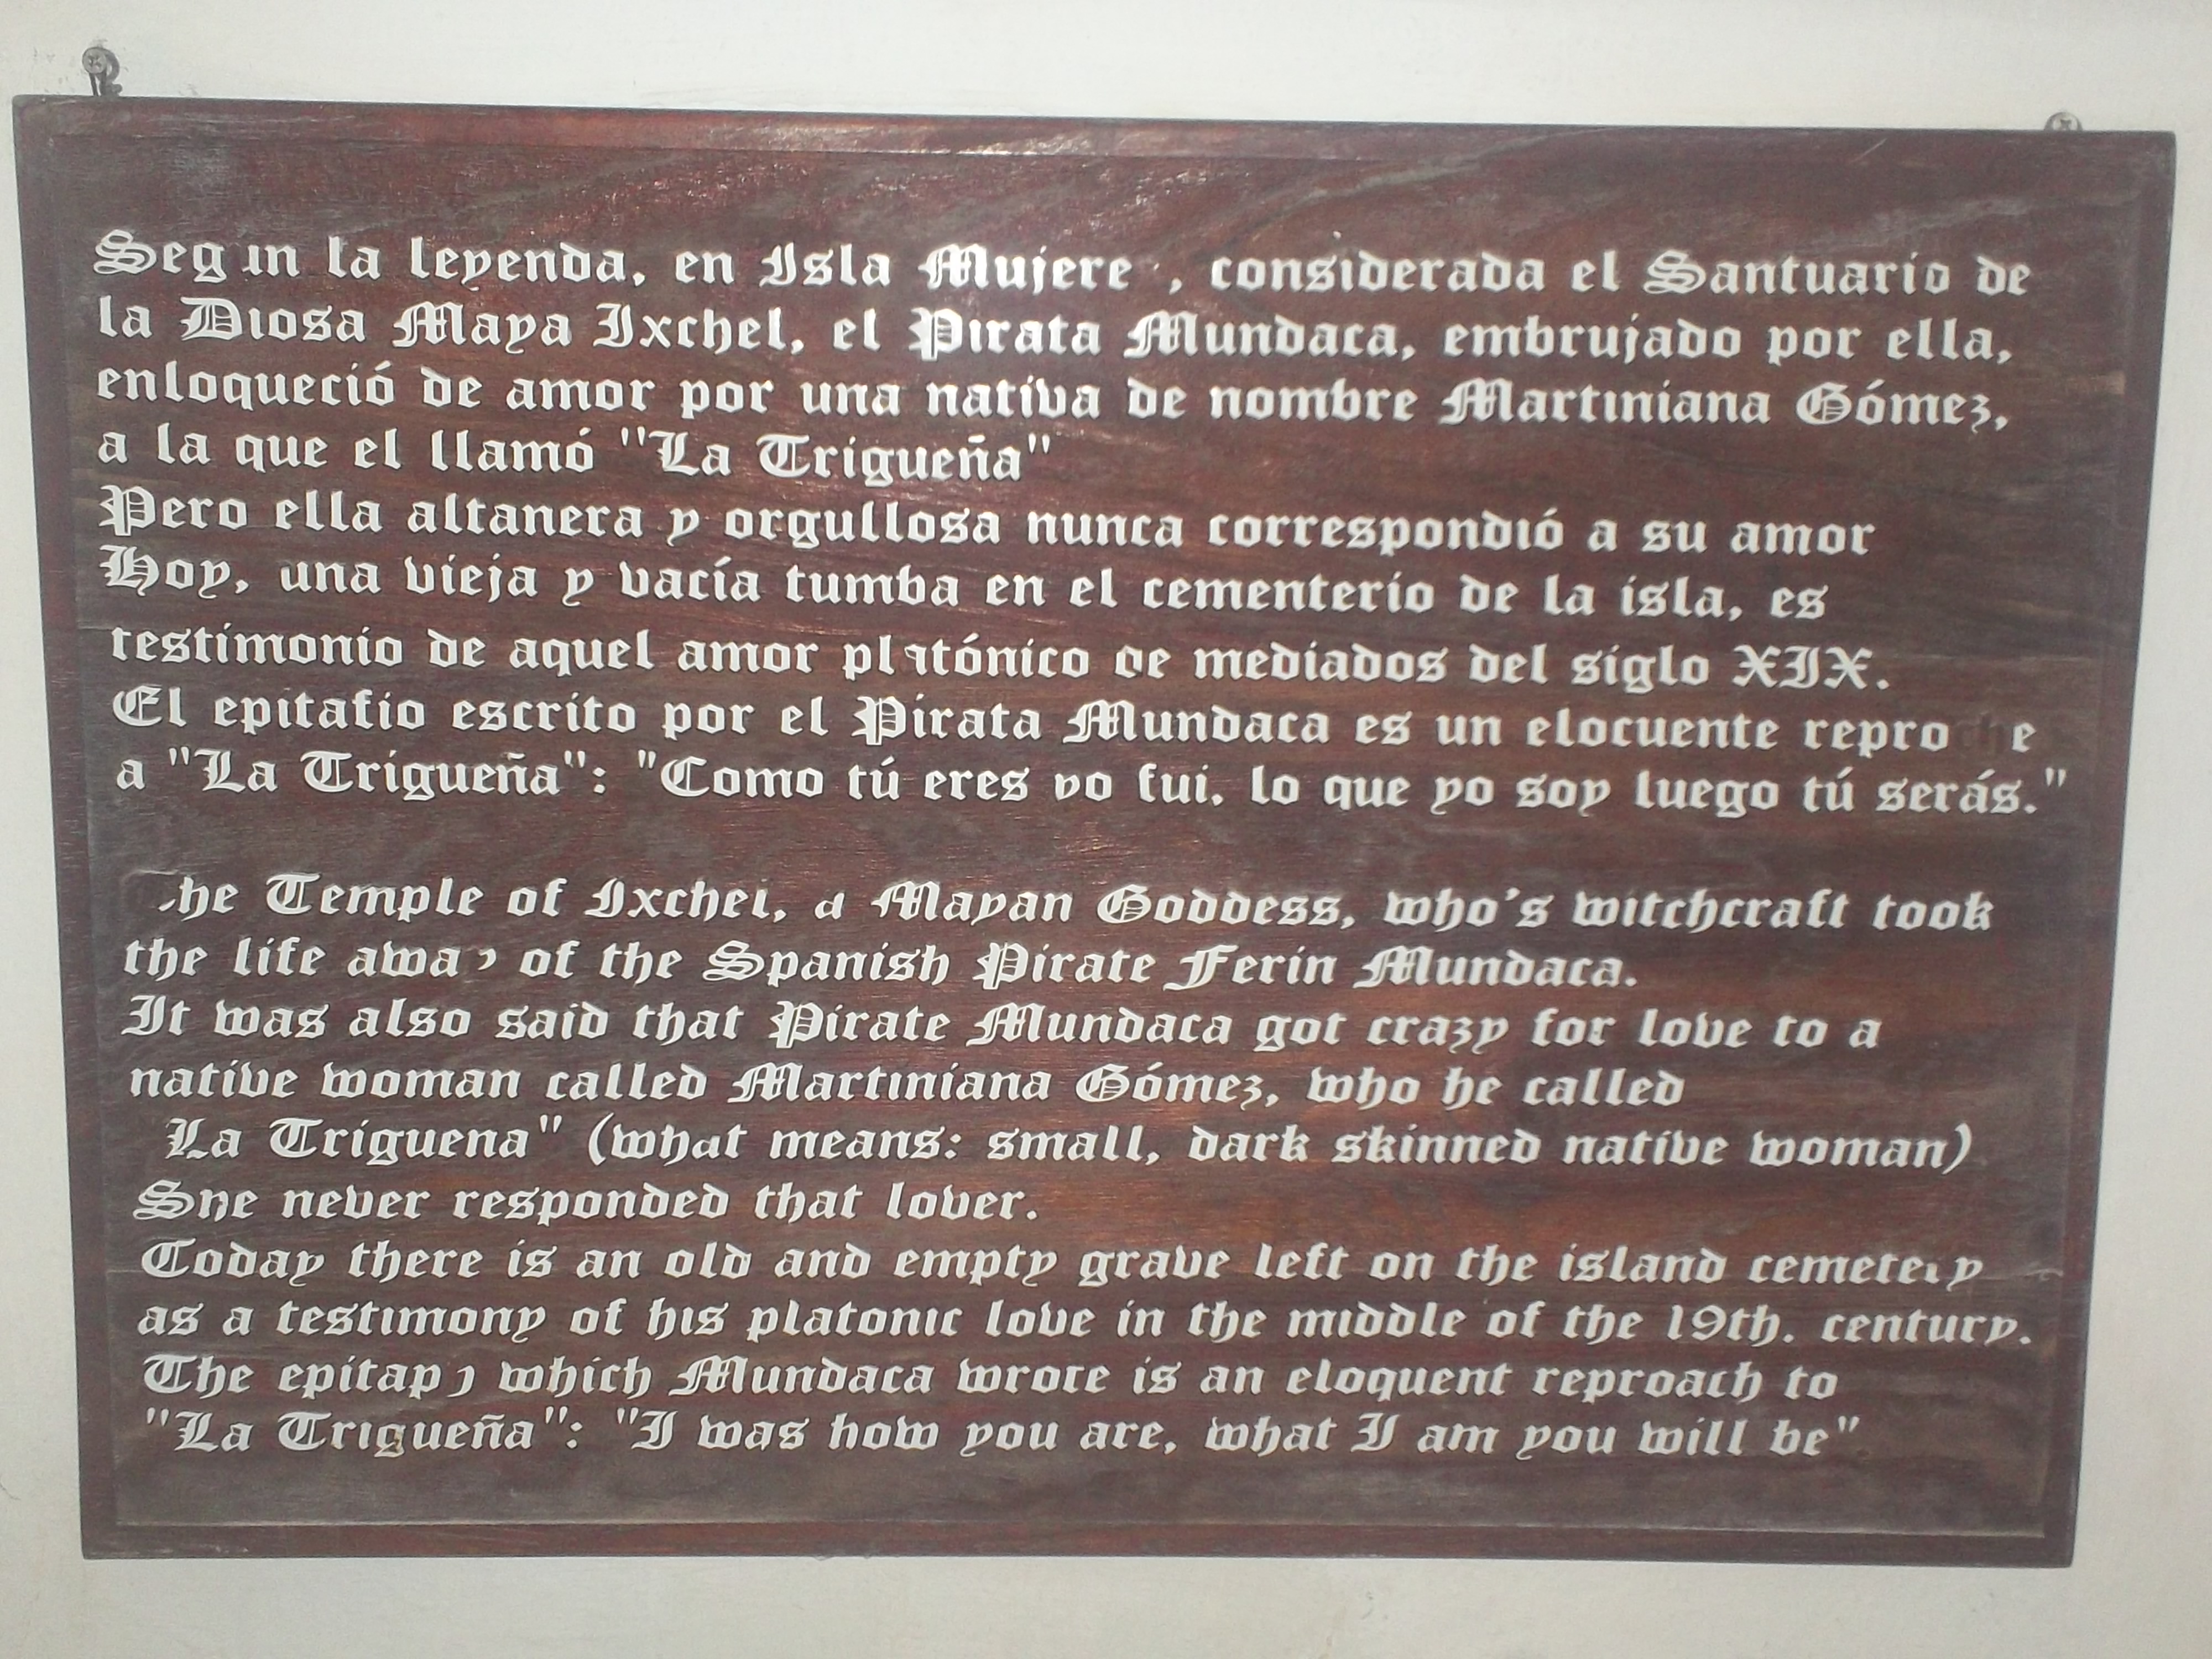 Segun la leyenda, en Isla Mujere , considerada el Santuario de
la Diosa Maya Ixchel, el Pirata Mundaca, embrujado por ella,
enloqueció de amor por una nativa de nombre Martiniana Gómez,
a la que el llamó "La Trigueña"
Pero ella altanera y orgullosa nunca correspondió a su amor
Hoy, una vieja y vacía tumba en el cementerio de la isla, es
testimonio de aquel amor platónico de mediados del siglo XIX.
El epitafio escrito por el Pirata Mundaca es un elocuente reproche
a "La Trigueña": "Como tú eres yo fui, lo que yo soy luego tú serás."
he Temple of Ixchel, a Mayan Goddess, who's witchcraft took
the life away of the Spanish Pirate Ferin Mundaca.
It was also said that Pirate Mundaca got crazy for love to a
native woman called Martiniana Gómez, who he called
La Triguena" (what means: small, dark skinned native woman)
She never responded that lover.
Today there is an old and empty grave left on the island cemetery
as a testimony of his platonic love in the middle of the 19th. century.
The epitaph which Mundaca wrote is an eloquent reproach to
"La Trigueña": "I was how you are, what I am you will be"